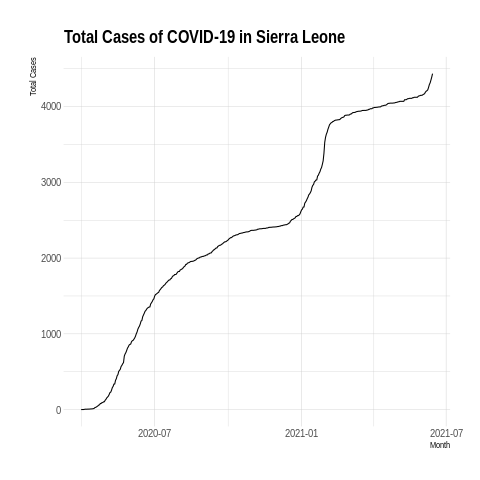 Total Cases of COVID-19 in Sierra Leone
Total Cases
4000
3000
2000
1000
0
2020-07
2021-01
2021-07
Month